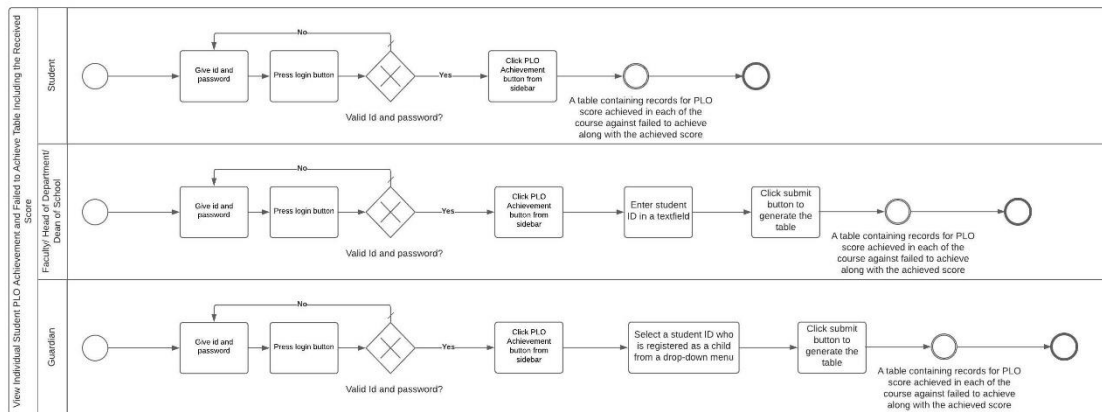 View Individual Student PLO Achievement and Failed to Achieve Table Including the Received
Score
Student
No
Give id and
password
Press login button
Yes
Click PLO
Achievement
button from
sidebar
Valid Id and password?
A table containing records for PLO
score achieved in each of the
course against failed to achieve
along with the achieved score
Faculty/ Head of Department/
Dean of School
No
Give id and
password
Press login button
Yes
Click PLO
Achievement
button from
sidebar
Enter student
ID in a textfield
Click submit
button to
generate the
table
Valid Id and password?
A table containing records for PLO
score achieved in each of the
course against failed to achieve
along with the achieved score
Guardian
No
Give id and
password
Press login button
Yes
Click PLO
Achievement
button from
sidebar
Select a student ID who
is registered as a child
from a drop-down menu
Click submit
button to
generate the
table
Valid Id and password?
A table containing records for PLO
score achieved in each of the
course against failed to achieve
along with the achieved score